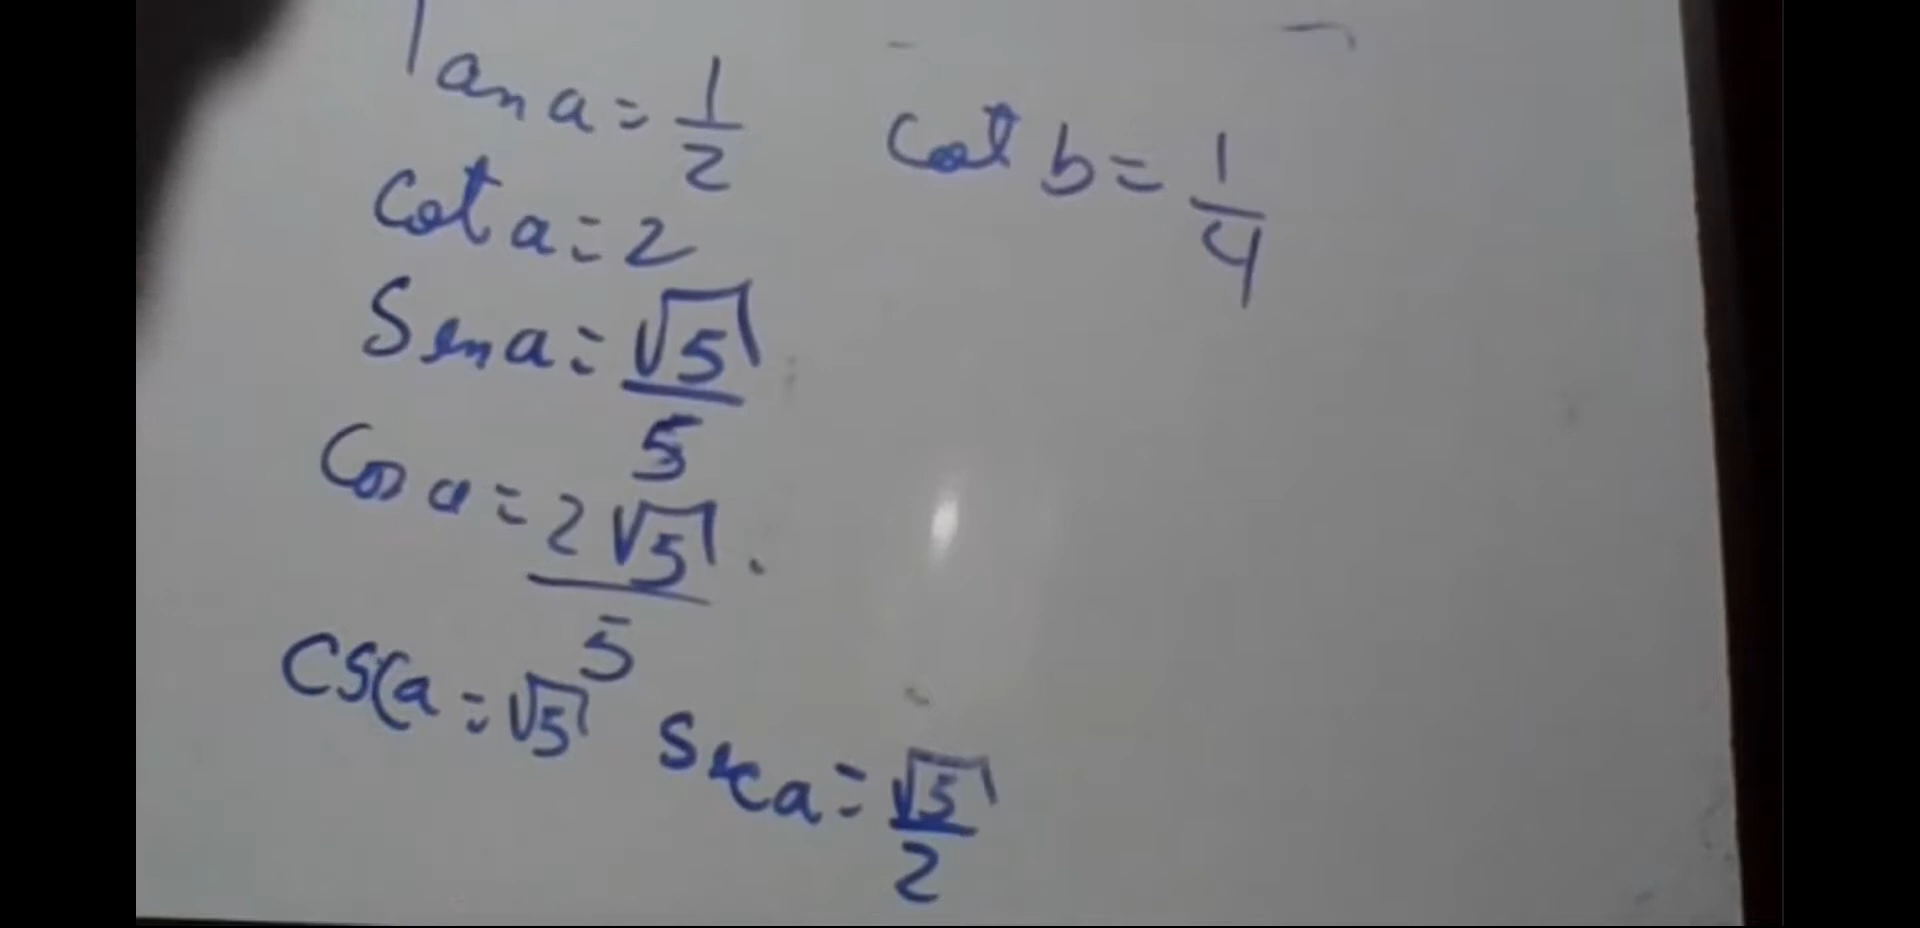 Tan a = 1/2
Cot a = 2
Sen a = √5/5
Cos a = 2√5/5
Csc a = √5
Sec a = √5/2
Cot b = 1/4